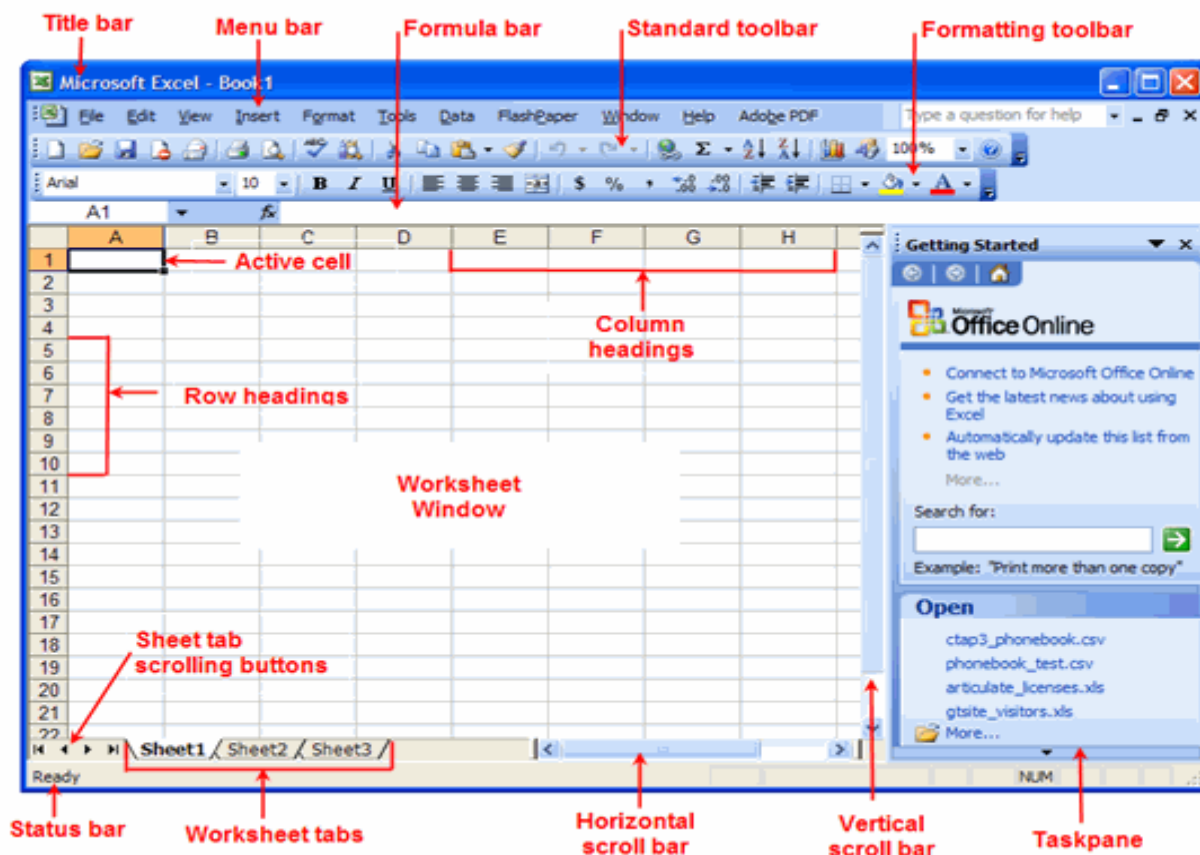 Title bar
Menu bar
Formula bar
Standard toolbar
Formatting toolbar
Microsoft Excel - Book1
File Edit View Insert Format Tools Data FlashPaper Window Help Adobe PDF Type a question for help
100%
Arial 10 B I U $ % ,
A1 fx
A B C D E F G H
1
Active cell
2
3
4
5
6
7
8
9
10
11
12
13
14
15
16
17
18
19
20
21
22
Column
headings
Row headings
Worksheet
Window
Sheet tab
scrolling buttons
Sheet1 Sheet2 Sheet3
Ready
NUM
Getting Started
Microsoft
Office Online
Connect to Microsoft Office Online
Get the latest news about using
Excel
Automatically update this list from
the web
More...
Search for:
Example: "Print more than one copy"
Open
ctap3_phonebook.csv
phonebook_test.csv
articulate_licenses.xls
gtsite_visitors.xls
More...
Status bar
Worksheet tabs
Horizontal
scroll bar
Vertical
scroll bar
Taskpane